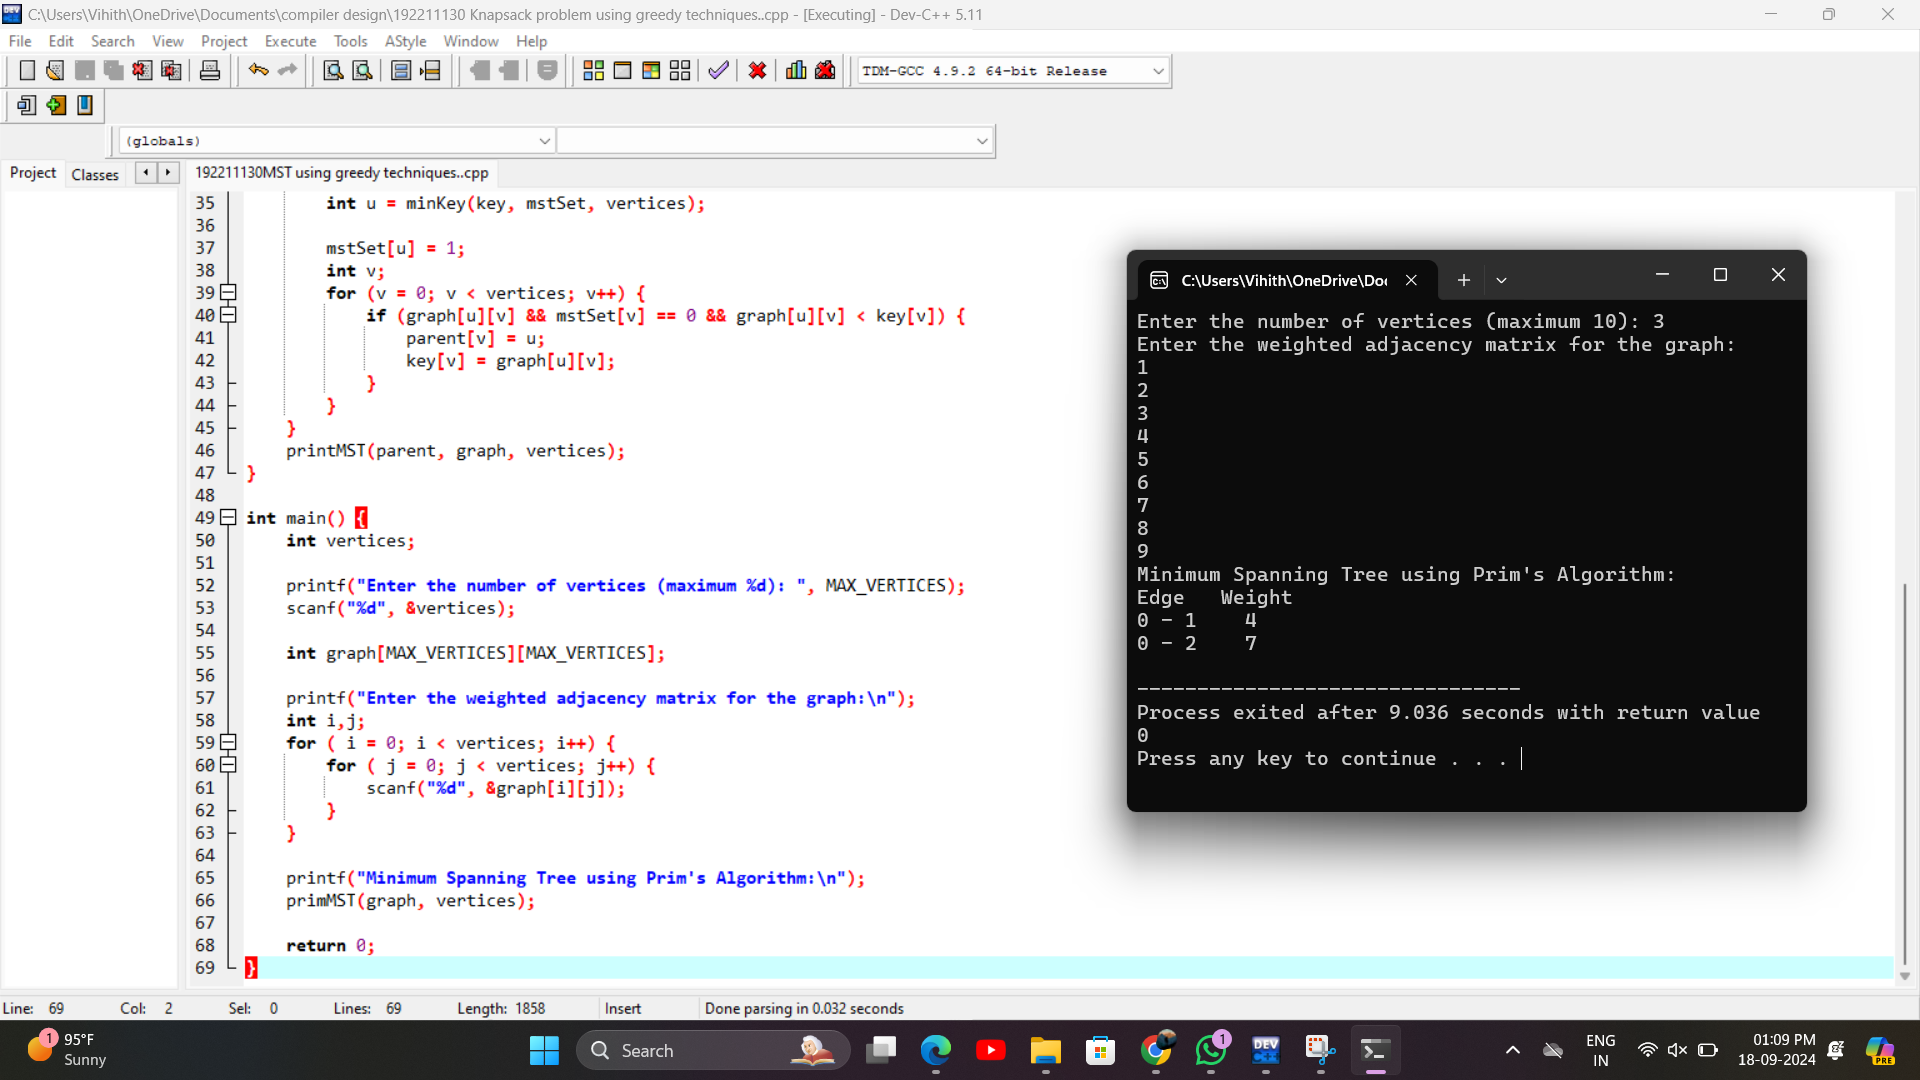 C:\Users\Vihith\OneDrive\Documents\compiler design\192211130 Knapsack problem using greedy techniques..cpp - [Executing] - Dev-C++ 5.11
File Edit Search View Project Execute Tools AStyle Window Help
TDM-GCC 4.9.2 64-bit Release
(globals)
Project Classes
192211130MST using greedy techniques..cpp
35 int u = minKey(key, mstSet, vertices);
36
37 mstSet[u] = 1;
38 int v;
39 for (v = 0; v < vertices; v++) {
40 if (graph[u][v] && mstSet[v] == 0 && graph[u][v] < key[v]) {
41 parent[v] = u;
42 key[v] = graph[u][v];
43 }
44 }
45 }
46 printMST(parent, graph, vertices);
47 }
48
49 int main() {
50 int vertices;
51
52 printf("Enter the number of vertices (maximum %d): ", MAX_VERTICES);
53 scanf("%d", &vertices);
54
55 int graph[MAX_VERTICES][MAX_VERTICES];
56
57 printf("Enter the weighted adjacency matrix for the graph:\n");
58 int i,j;
59 for ( i = 0; i < vertices; i++) {
60 for ( j = 0; j < vertices; j++) {
61 scanf("%d", &graph[i][j]);
62 }
63 }
64
65 printf("Minimum Spanning Tree using Prim's Algorithm:\n");
66 primMST(graph, vertices);
67
68 return 0;
69 }
C:\Users\Vihith\OneDrive\Doc
Enter the number of vertices (maximum 10): 3
Enter the weighted adjacency matrix for the graph:
1
2
3
4
5
6
7
8
9
Minimum Spanning Tree using Prim's Algorithm:
Edge   Weight
0 - 1    4
0 - 2    7
--------------------------------
Process exited after 9.036 seconds with return value
0
Press any key to continue . . .
Line: 69 Col: 2 Sel: 0 Lines: 69 Length: 1858 Insert Done parsing in 0.032 seconds
1
95°F
Sunny
Search
DEV
C++
1
ENG
IN
01:09 PM
18-09-2024
PRE